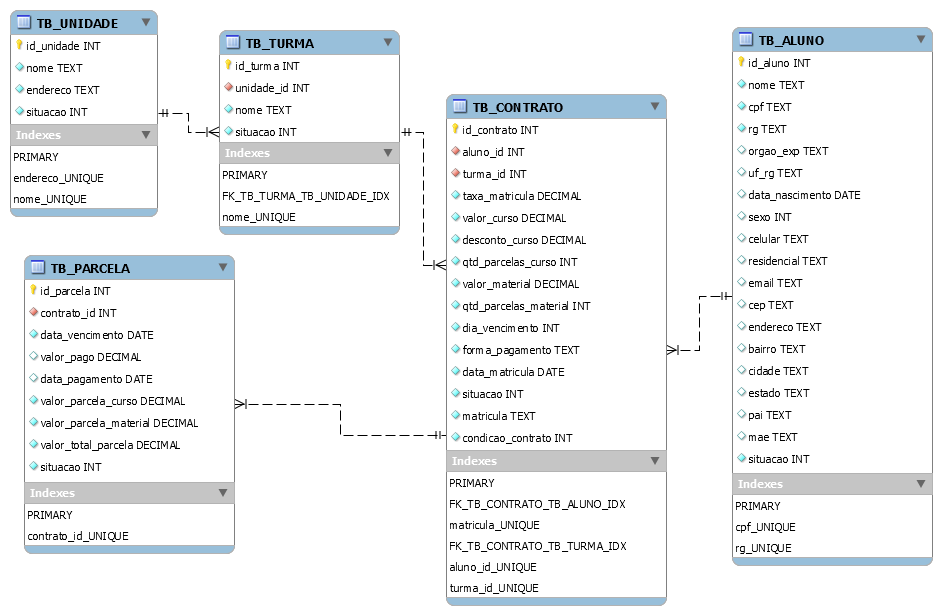 TB_UNIDADE
id_unidade INT
nome TEXT
endereco TEXT
situacao INT
Indexes
PRIMARY
endereco_UNIQUE
nome_UNIQUE
TB_TURMA
id_turma INT
unidade_id INT
nome TEXT
situacao INT
Indexes
PRIMARY
FK_TB_TURMA_TB_UNIDADE_IDX
nome_UNIQUE
TB_PARCELA
id_parcela INT
contrato_id INT
data_vencimento DATE
valor_pago DECIMAL
data_pagamento DATE
valor_parcela_curso DECIMAL
valor_parcela_material DECIMAL
valor_total_parcela DECIMAL
situacao INT
Indexes
PRIMARY
contrato_id_UNIQUE
TB_CONTRATO
id_contrato INT
aluno_id INT
turma_id INT
taxa_matricula DECIMAL
valor_curso DECIMAL
desconto_curso DECIMAL
qtd_parcelas_curso INT
valor_material DECIMAL
qtd_parcelas_material INT
dia_vencimento INT
forma_pagamento TEXT
data_matricula DATE
situacao INT
matricula TEXT
condicao_contrato INT
Indexes
PRIMARY
FK_TB_CONTRATO_TB_ALUNO_IDX
matricula_UNIQUE
FK_TB_CONTRATO_TB_TURMA_IDX
aluno_id_UNIQUE
turma_id_UNIQUE
TB_ALUNO
id_aluno INT
nome TEXT
cpf TEXT
rg TEXT
orgao_exp TEXT
uf_rg TEXT
data_nascimento DATE
sexo INT
celular TEXT
residencial TEXT
email TEXT
cep TEXT
endereco TEXT
bairro TEXT
cidade TEXT
estado TEXT
pai TEXT
mae TEXT
situacao INT
Indexes
PRIMARY
cpf_UNIQUE
rg_UNIQUE